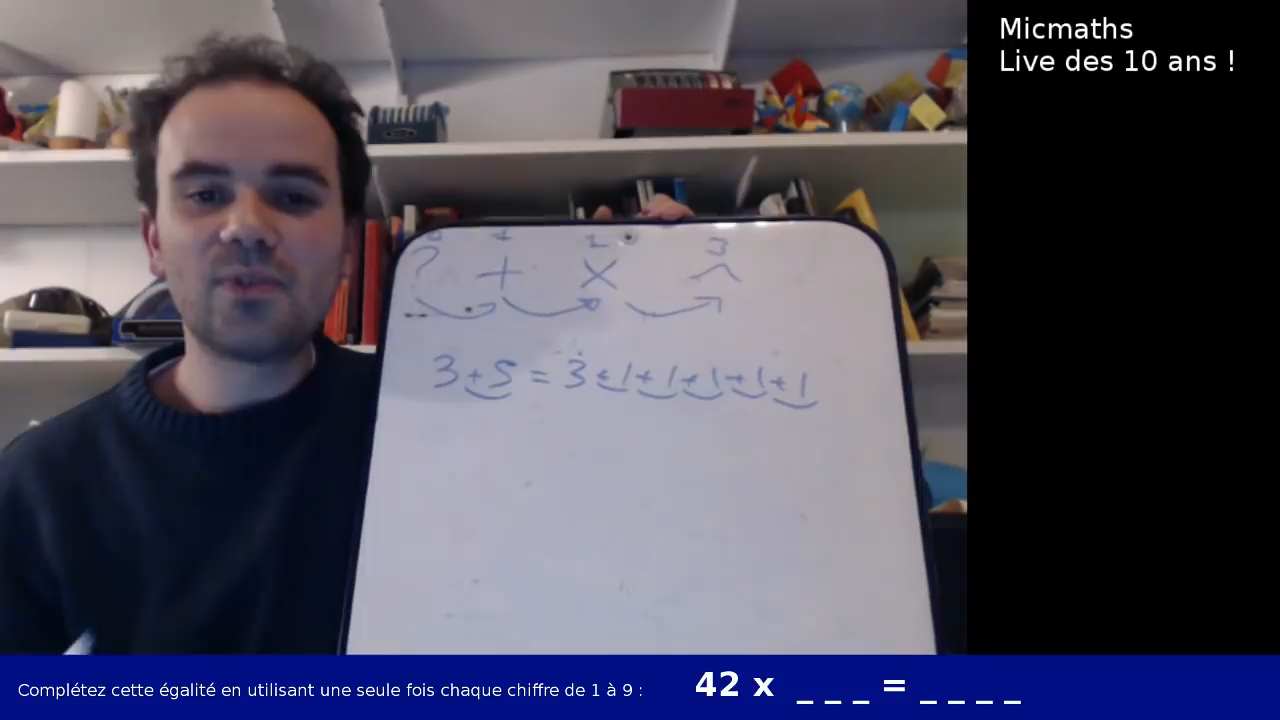 Micmaths
Live des 10 ans !
? + × ^
3 + 5 = 3 + 1 + 1 + 1 + 1 + 1
Complétez cette égalité en utilisant une seule fois chaque chiffre de 1 à 9 : 42 x _ _ _ = _ _ _ _